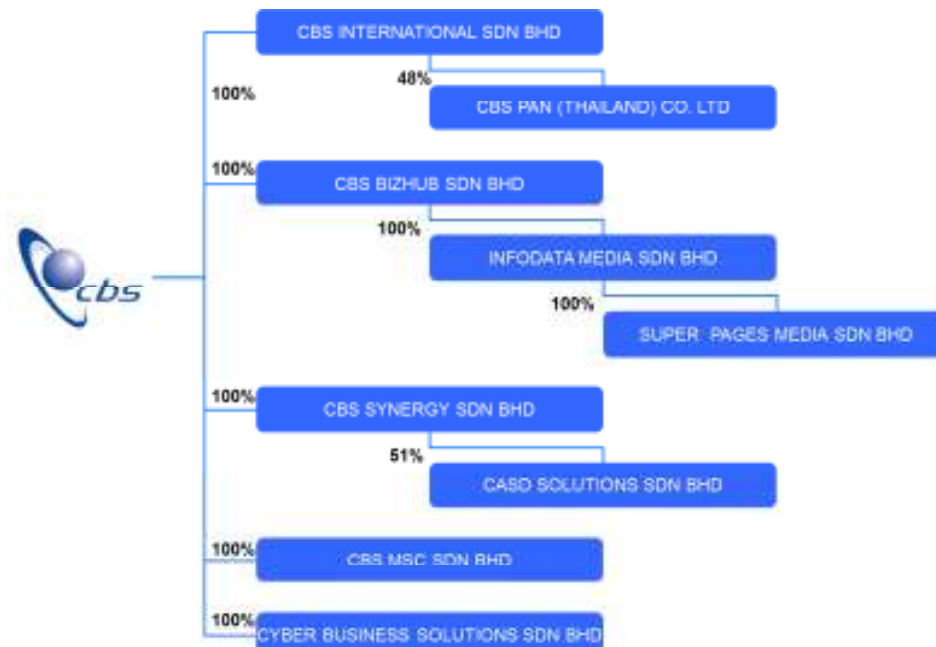 CBS INTERNATIONAL SDN BHD
48%
100%
CBS PAN (THAILAND) CO. LTD
100%
CBS BIZHUB SDN BHD
100%
INFODATA MEDIA SDN BHD
cbs
100%
SUPER PAGES MEDIA SDN BHD
100%
CBS SYNERGY SDN BHD
51%
CASD SOLUTIONS SDN BHD
100%
CBS MSC SDN BHD
100%
CYBER BUSINESS SOLUTIONS SDN BHD